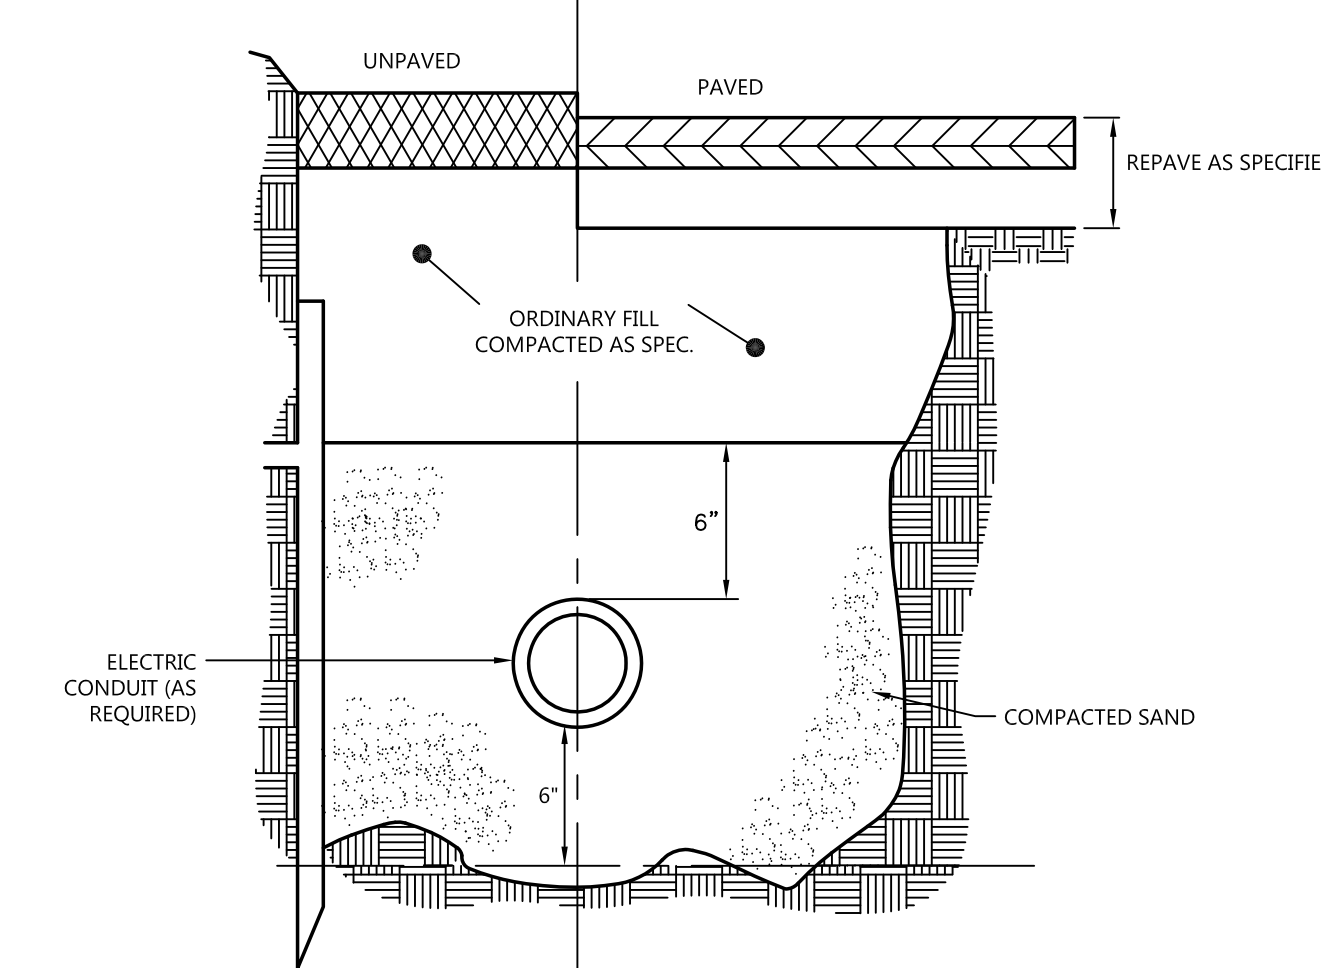 UNPAVED
PAVED
REPAVE AS SPECIFIE
ORDINARY FILL
COMPACTED AS SPEC.
6”
ELECTRIC
CONDUIT (AS
REQUIRED)
COMPACTED SAND
6"